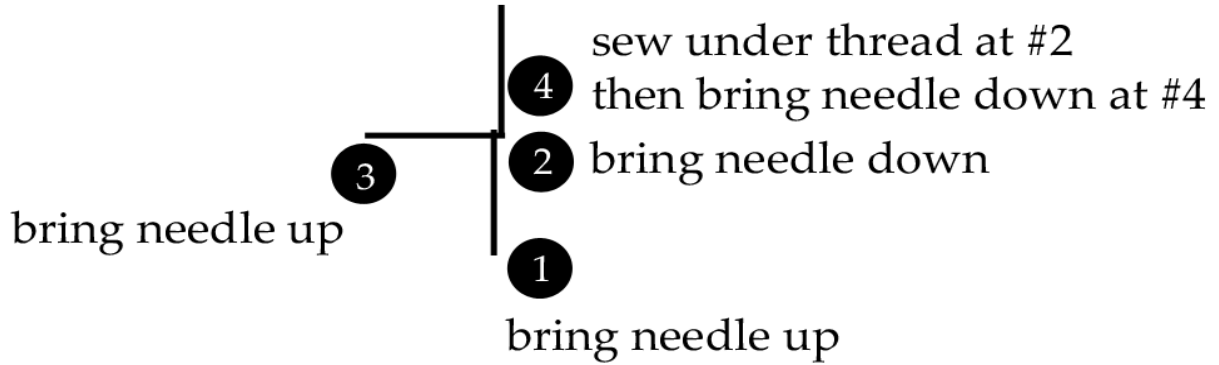 sew under thread at #2
4
then bring needle down at #4
2
bring needle down
3
bring needle up
1
bring needle up